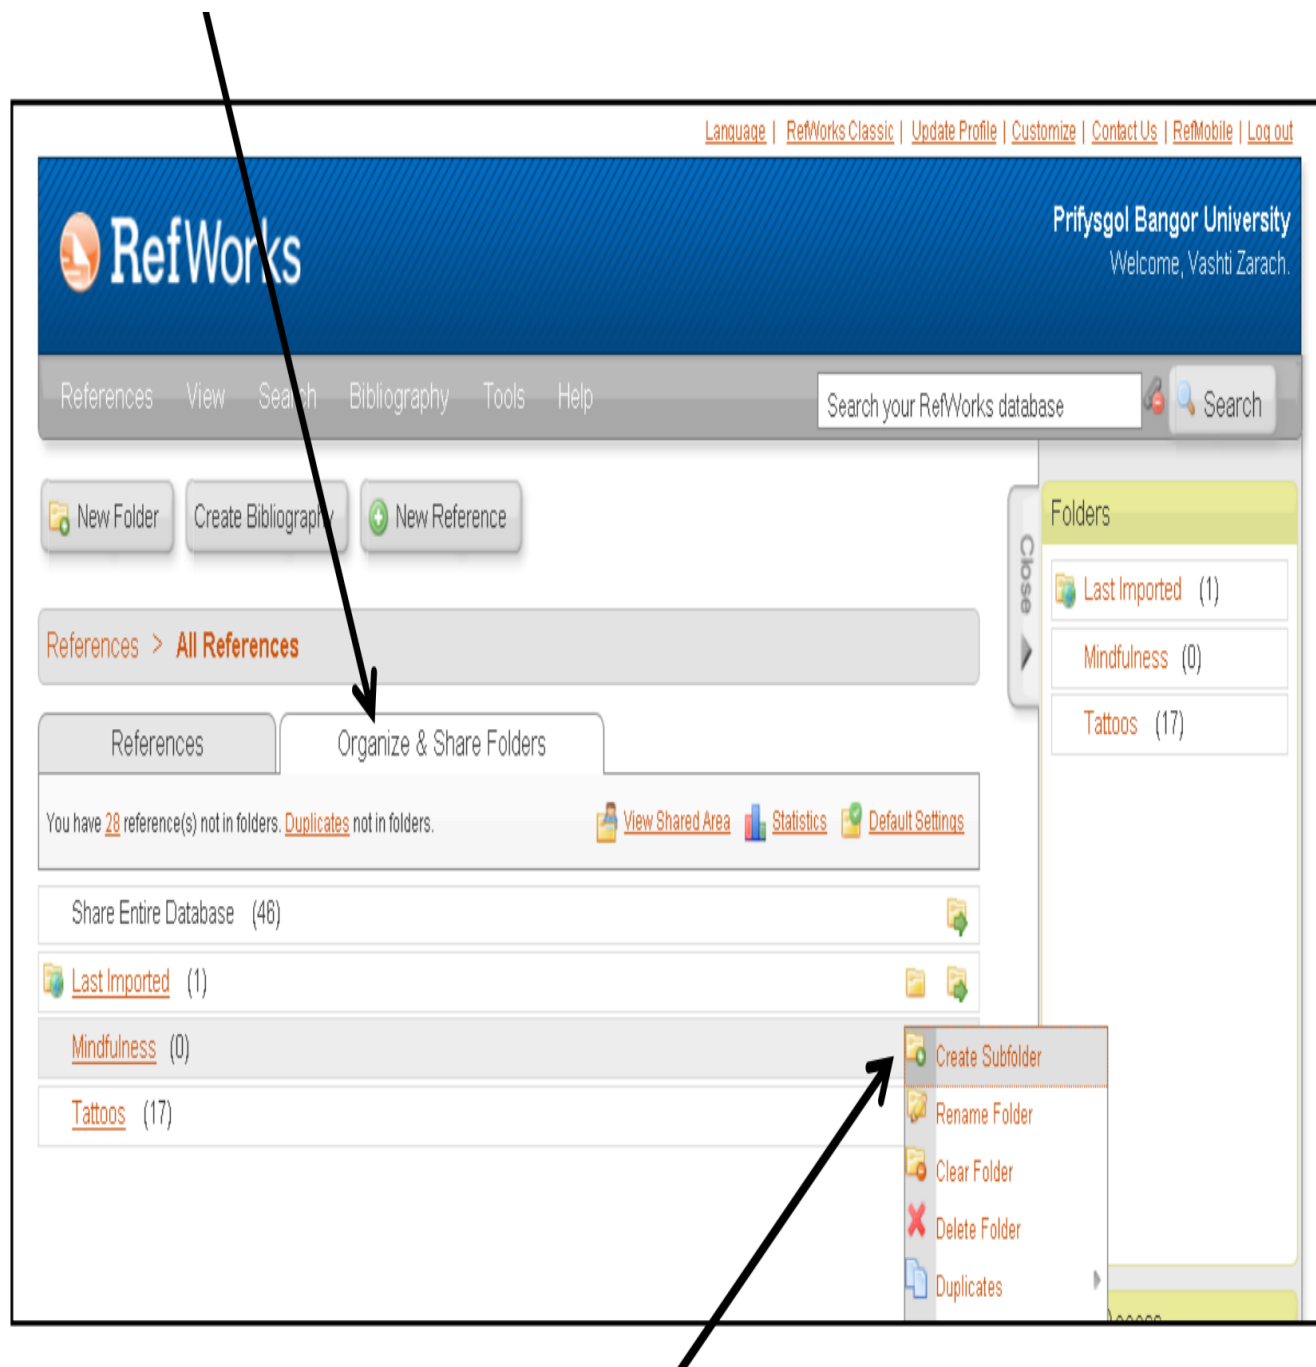 Language | RefWorks Classic | Update Profile | Customize | Contact Us | RefMobile | Log out
RefWorks
Prifysgol Bangor University
Welcome, Vashti Zarach.
References View Search Bibliography Tools Help
Search your RefWorks database
Search
New Folder
Create Bibliography
New Reference
Close
Folders
Last Imported (1)
Mindfulness (0)
Tattoos (17)
References > All References
References
Organize & Share Folders
You have 28 reference(s) not in folders. Duplicates not in folders.
View Shared Area
Statistics
Default Settings
Share Entire Database (46)
Last Imported (1)
Mindfulness (0)
Tattoos (17)
Create Subfolder
Rename Folder
Clear Folder
Delete Folder
Duplicates